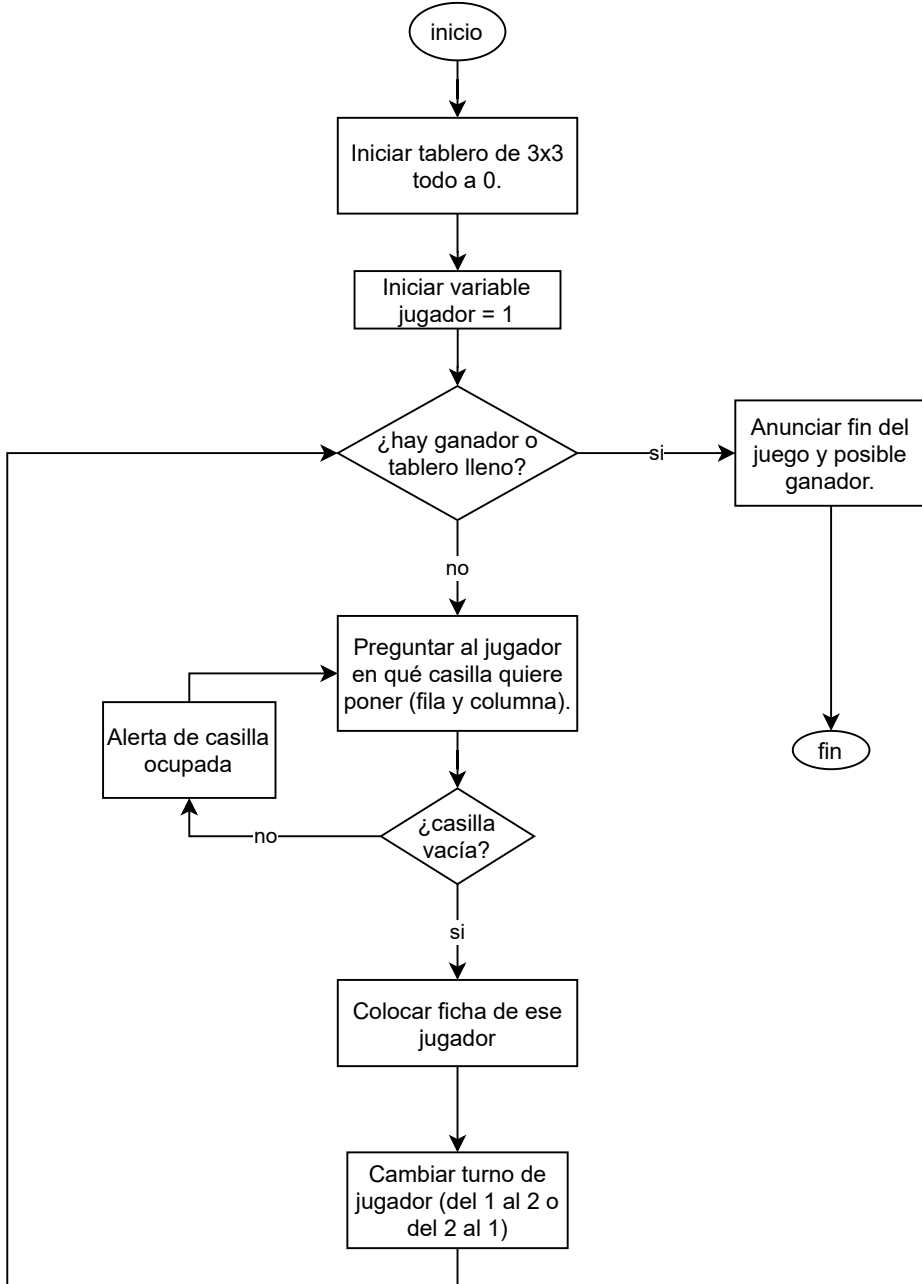 inicio
Iniciar tablero de 3x3
todo a 0.
Iniciar variable
jugador = 1
¿hay ganador o
tablero lleno?
si
Anunciar fin del
juego y posible
ganador.
no
Preguntar al jugador
en qué casilla quiere
poner (fila y columna).
Alerta de casilla
ocupada
fin
¿casilla
vacía?
no
si
Colocar ficha de ese
jugador
Cambiar turno de
jugador (del 1 al 2 o
del 2 al 1)